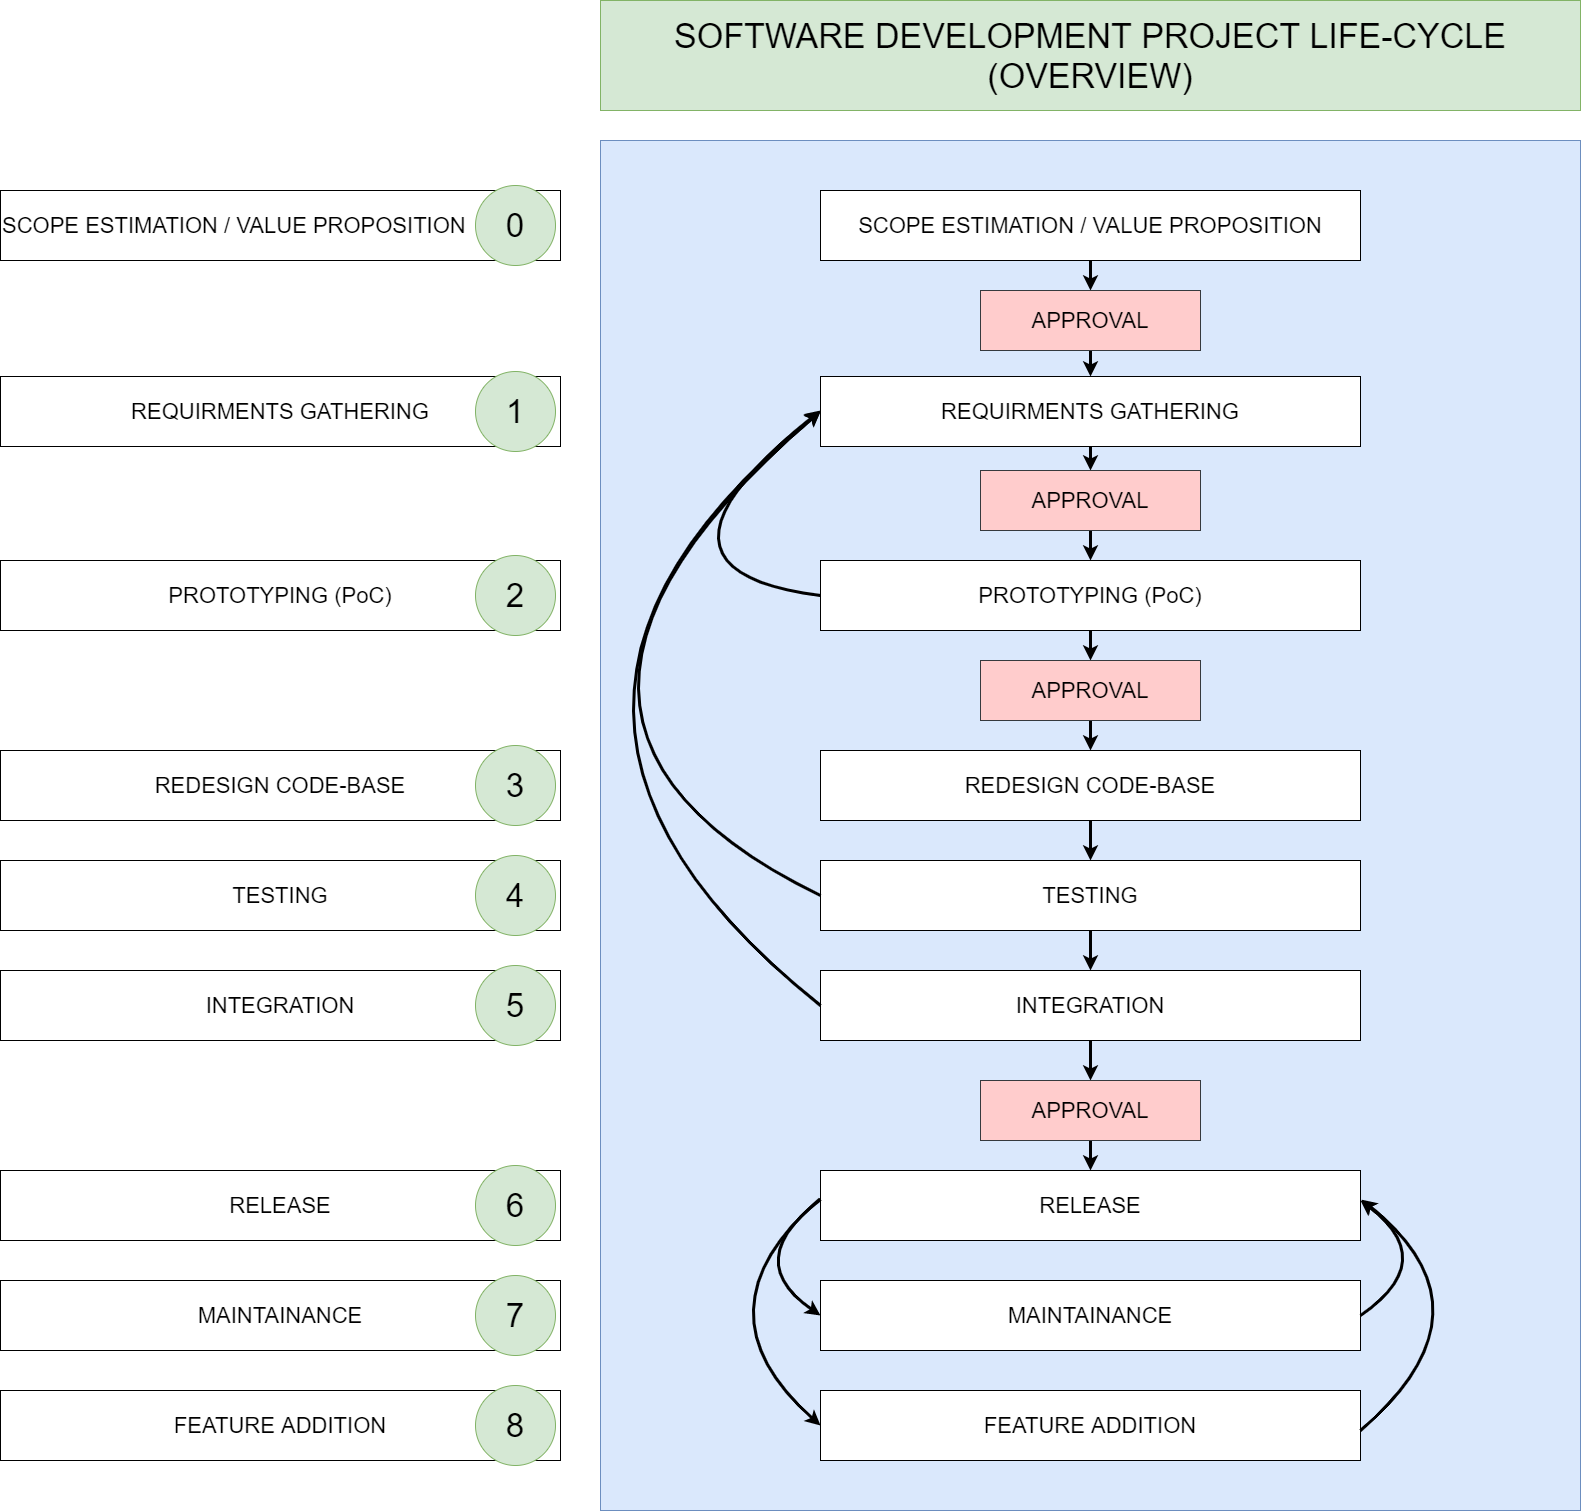 SOFTWARE DEVELOPMENT PROJECT LIFE-CYCLE
(OVERVIEW)
SCOPE ESTIMATION / VALUE PROPOSITION
0
SCOPE ESTIMATION / VALUE PROPOSITION
APPROVAL
REQUIRMENTS GATHERING
1
REQUIRMENTS GATHERING
APPROVAL
PROTOTYPING (PoC)
2
PROTOTYPING (PoC)
APPROVAL
REDESIGN CODE-BASE
3
REDESIGN CODE-BASE
TESTING
4
TESTING
INTEGRATION
5
INTEGRATION
APPROVAL
RELEASE
6
RELEASE
MAINTAINANCE
7
MAINTAINANCE
FEATURE ADDITION
8
FEATURE ADDITION